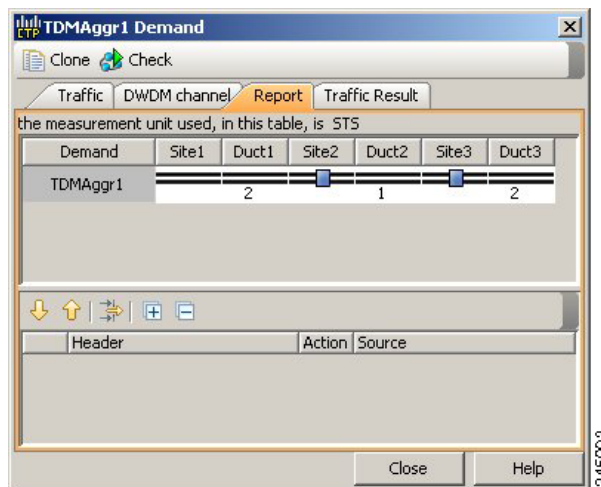 CTP TDMAggr1 Demand
Clone Check
Traffic DWDM channel Report Traffic Result
the measurement unit used, in this table, is STS
Demand Site1 Duct1 Site2 Duct2 Site3 Duct3
TDMAggr1
2 1 2
Header Action Source
Close Help